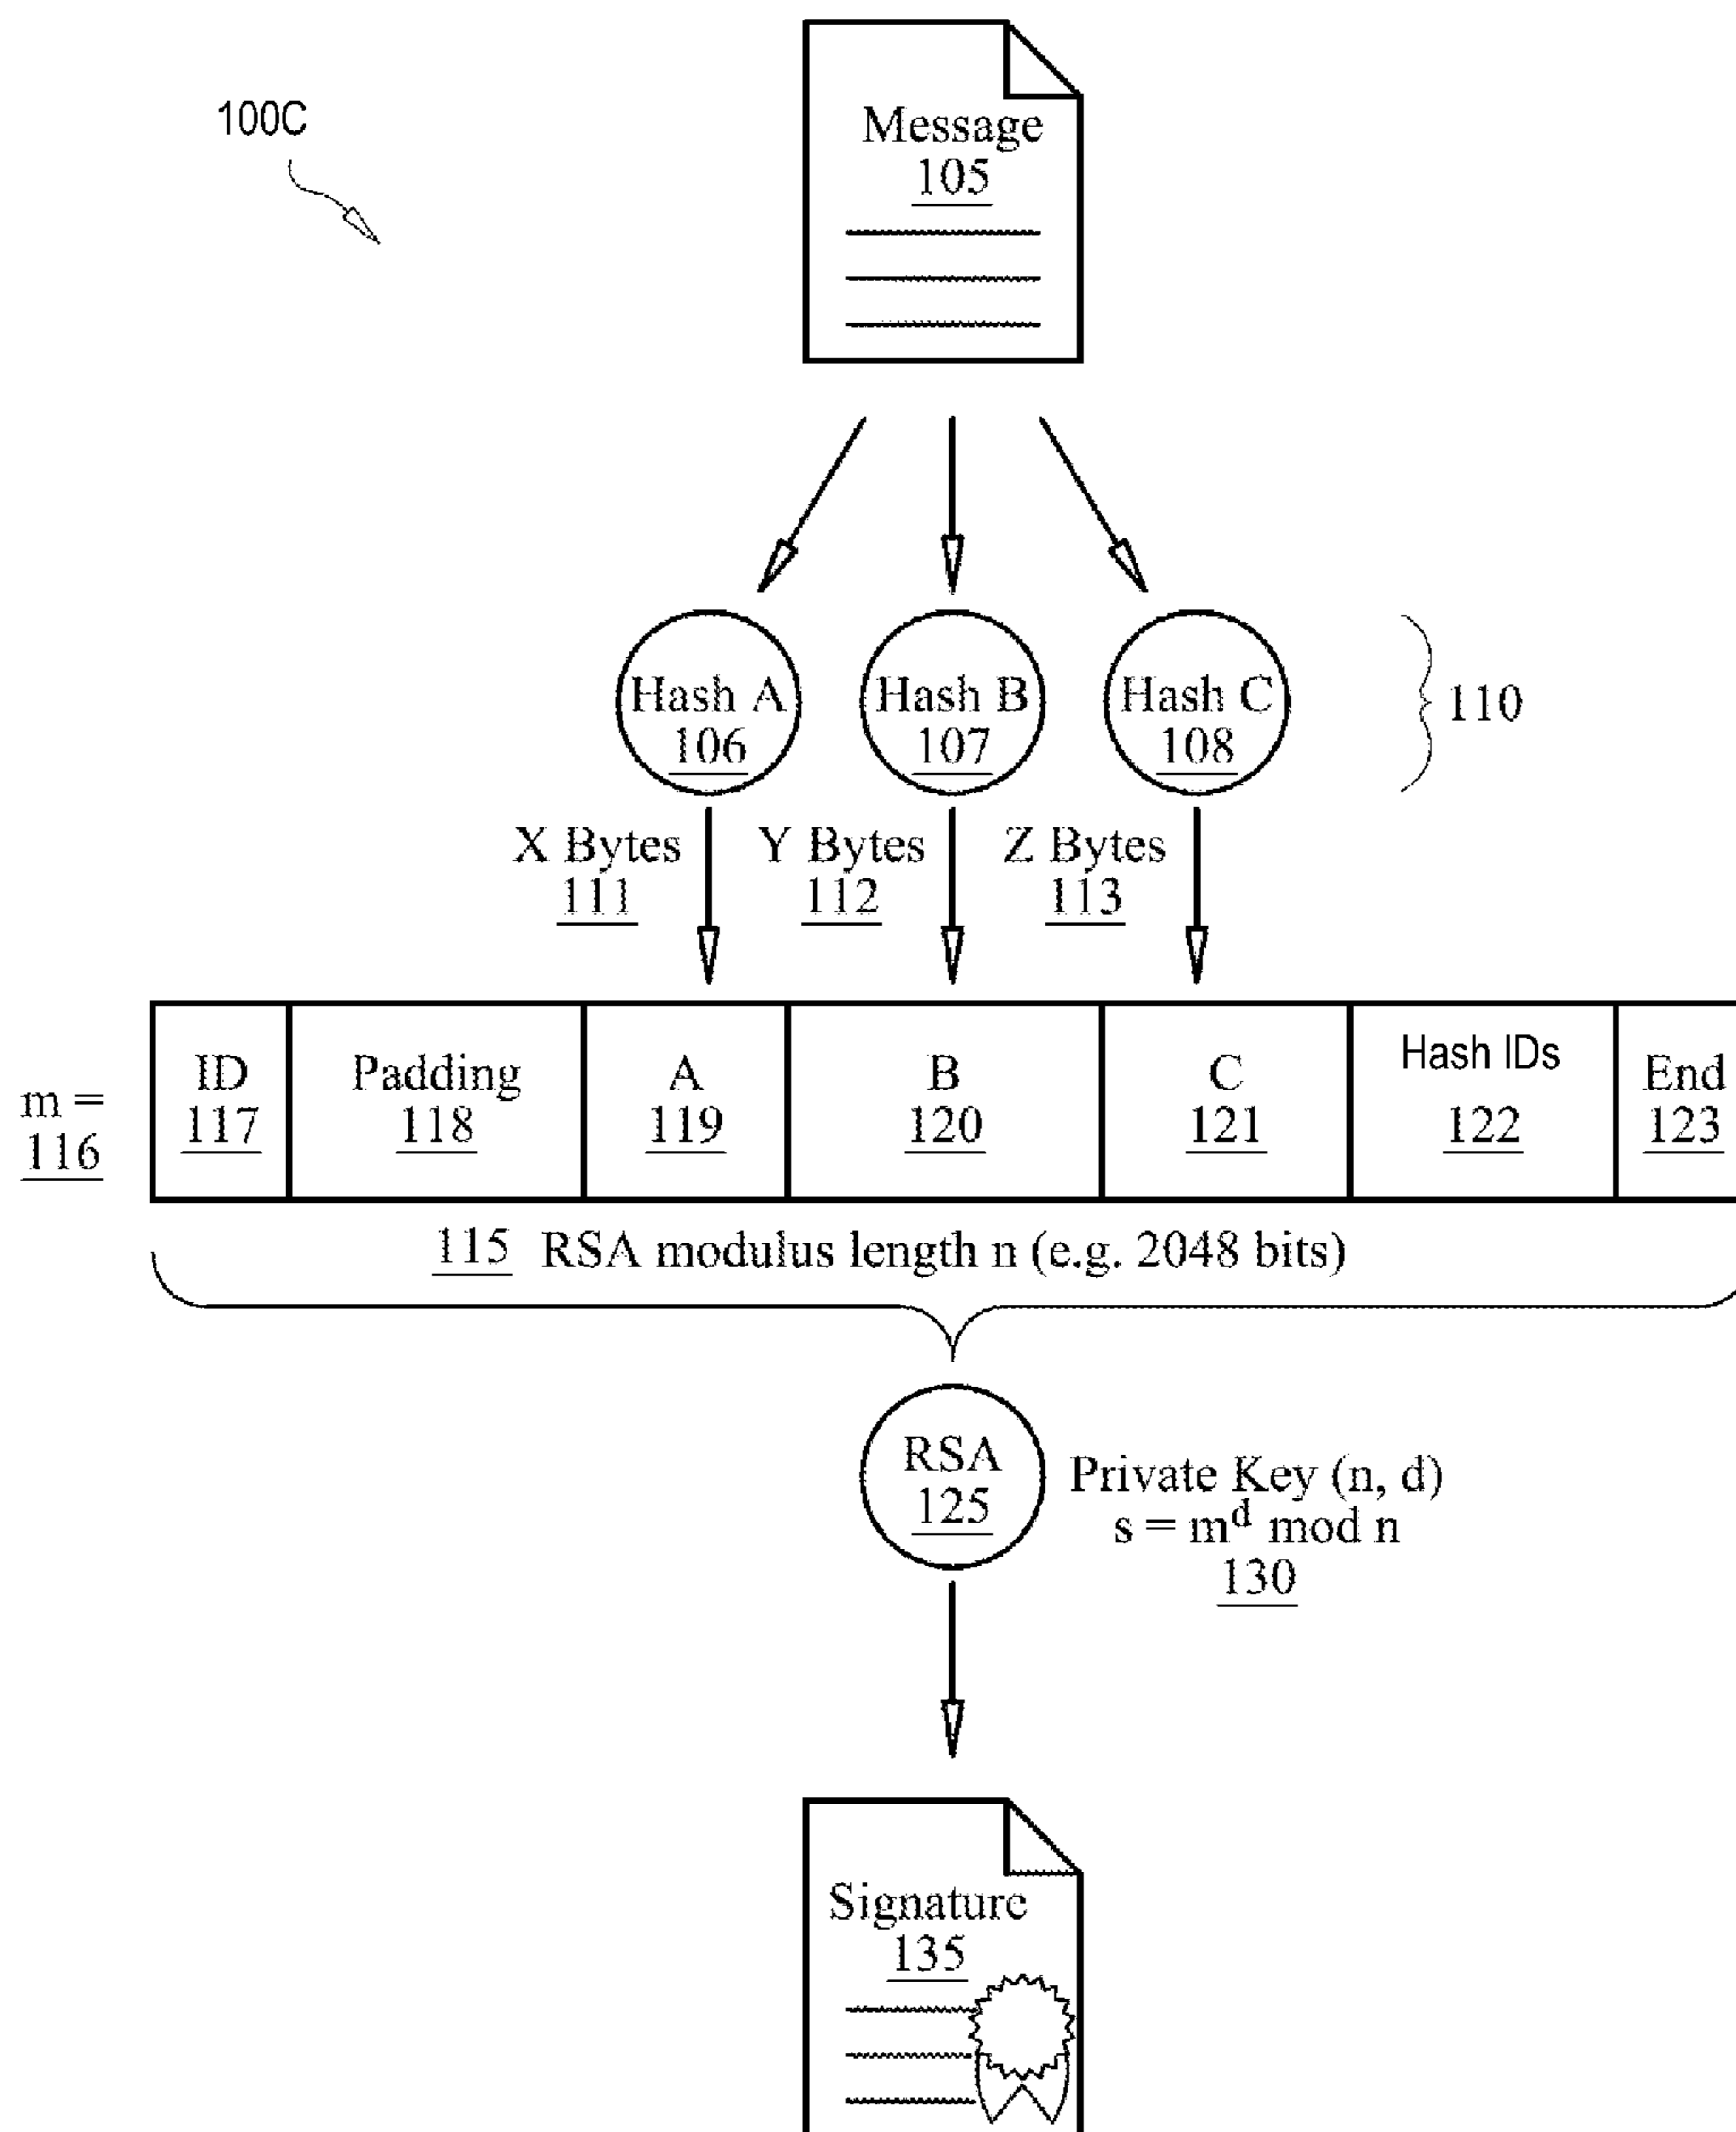 100C
Message
105
Hash A
106
Hash B
107
Hash C
108
110
X Bytes
111
Y Bytes
112
Z Bytes
113
m =
116
ID
117
Padding
118
A
119
B
120
C
121
Hash IDs
122
End
123
115 RSA modulus length n (e.g. 2048 bits)
RSA
125
Private Key (n, d)
s = m^d mod n
130
Signature
135